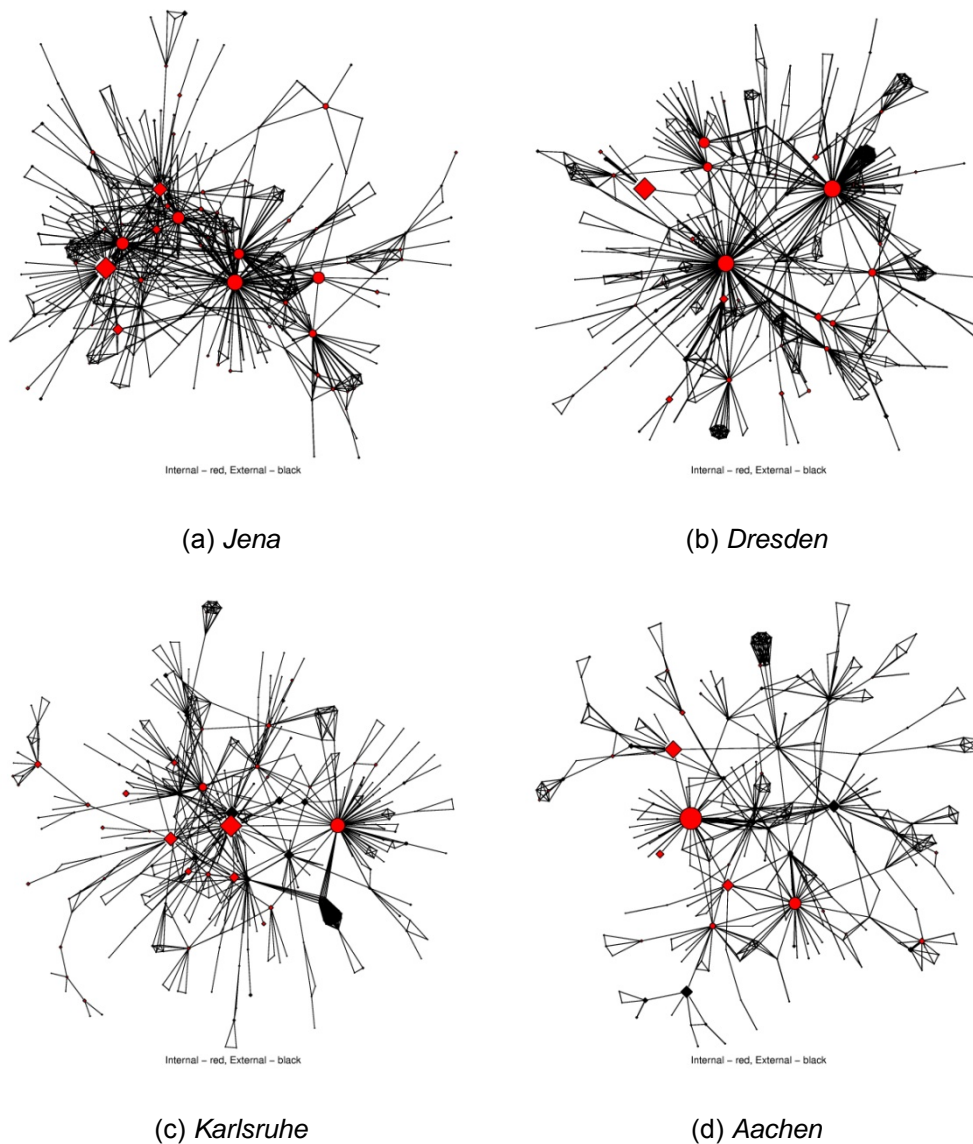 Internal – red, External – black
Internal – red, External – black
(a) Jena
(b) Dresden
Internal – red, External – black
Internal – red, External – black
(c) Karlsruhe
(d) Aachen